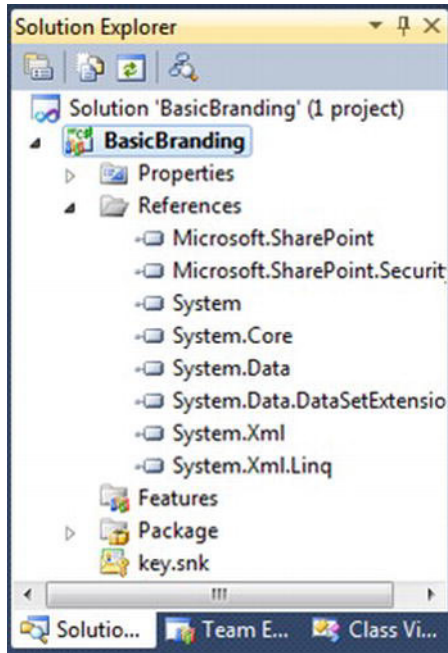 Solution Explorer
Solution 'BasicBranding' (1 project)
BasicBranding
Properties
References
Microsoft.SharePoint
Microsoft.SharePoint.Securit
System
System.Core
System.Data
System.Data.DataSetExtensio
System.Xml
System.Xml.Linq
Features
Package
key.snk
Solutio... Team E... Class Vi...